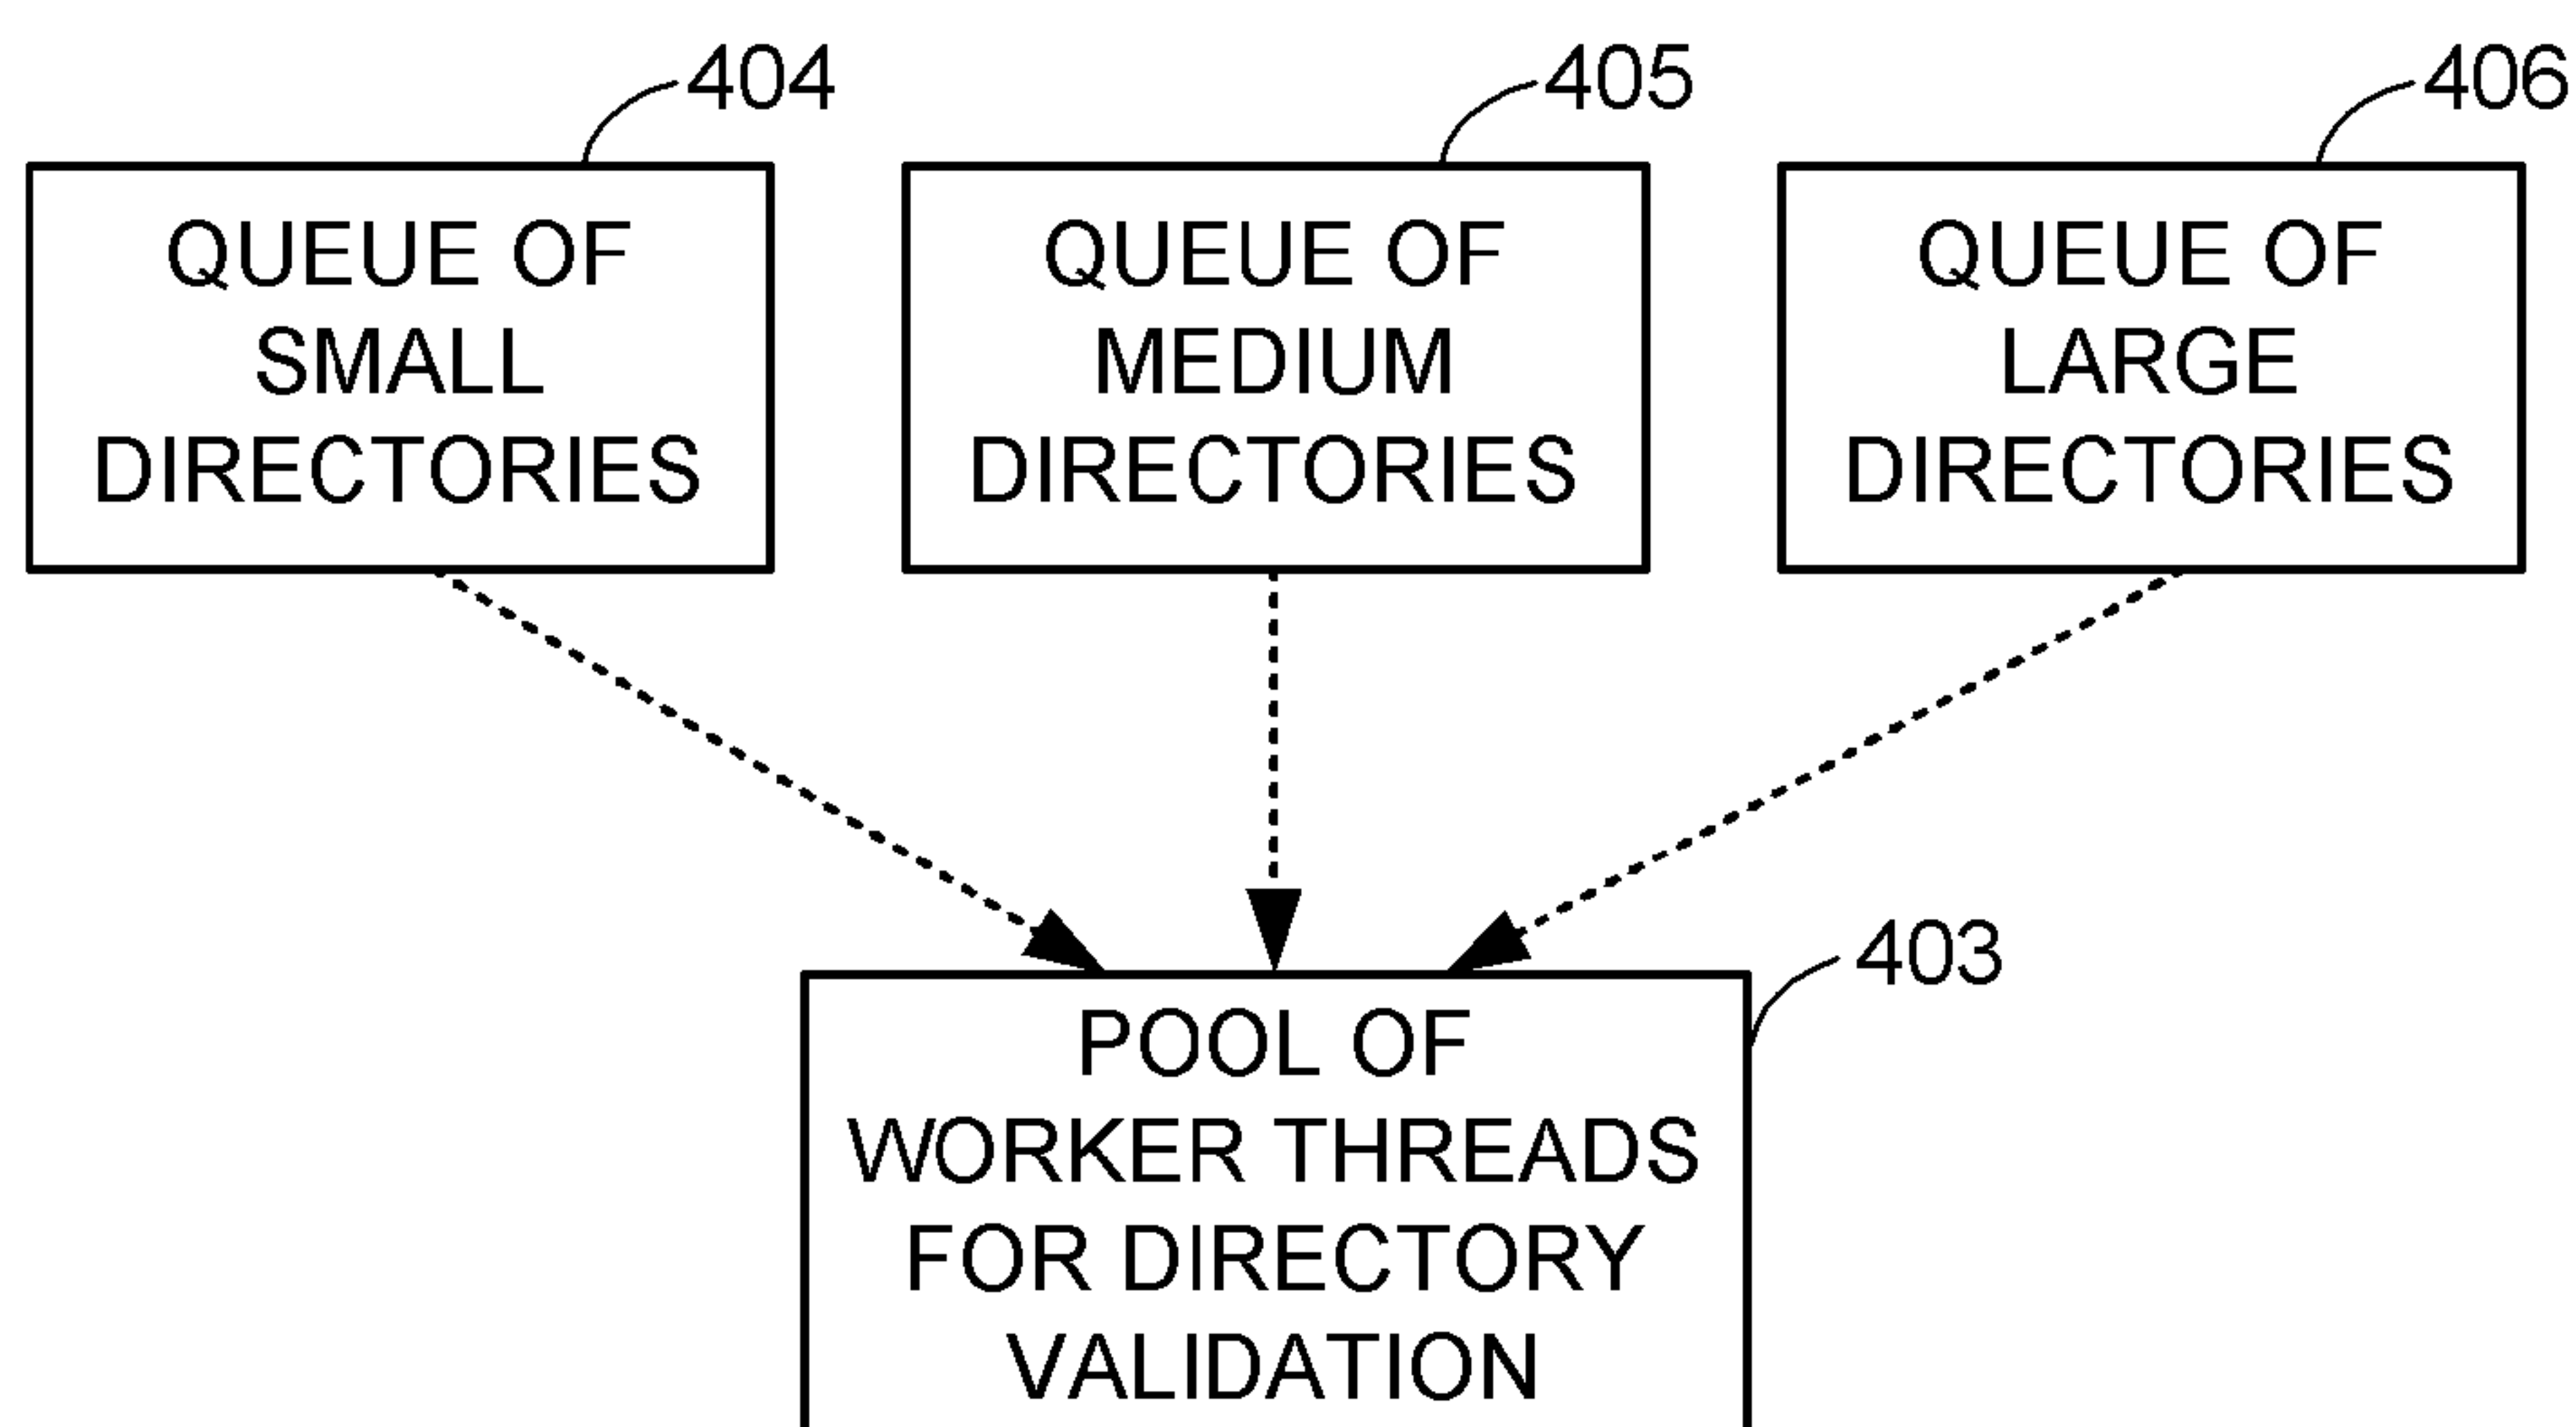 404
405
406
QUEUE OF
SMALL
DIRECTORIES
QUEUE OF
MEDIUM
DIRECTORIES
QUEUE OF
LARGE
DIRECTORIES
403
POOL OF
WORKER THREADS
FOR DIRECTORY
VALIDATION